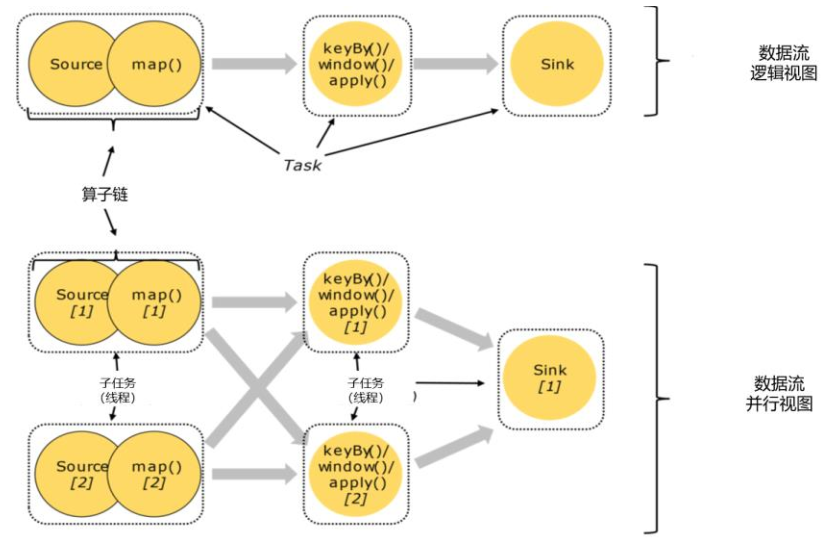 Source
map()
keyBy()/
window()/
apply()
Sink
数据流
逻辑视图
Task
算子链
Source
[1]
map()
[1]
keyBy()/
window()/
apply()
[1]
Sink
[1]
子任务
(线程)
子任务
(线程)
)
数据流
并行视图
Source
[2]
map()
[2]
keyBy()/
window()/
apply()
[2]